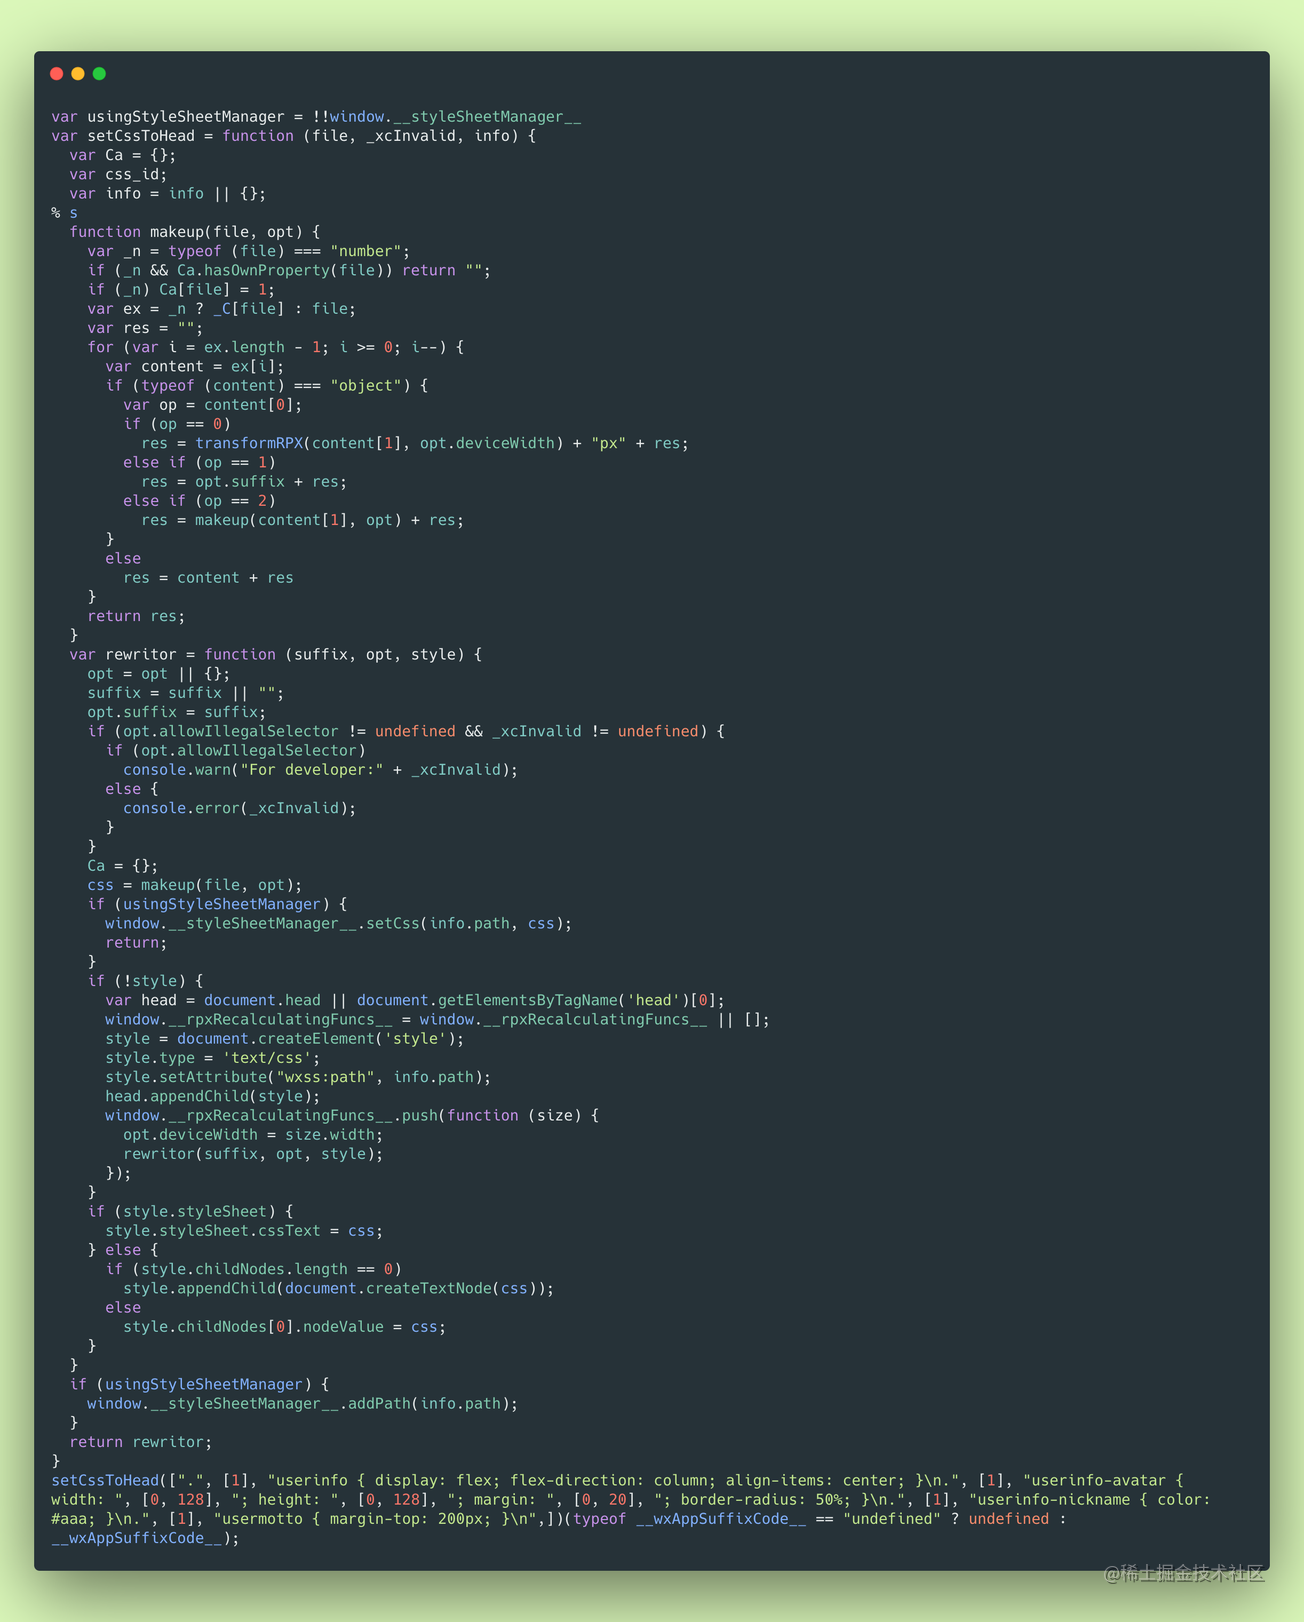 var usingStyleSheetManager = !!window.__styleSheetManager__
var setCssToHead = function (file, _xcInvalid, info) {
  var Ca = {};
  var css_id;
  var info = info || {};
% s
  function makeup(file, opt) {
    var _n = typeof (file) === "number";
    if (_n && Ca.hasOwnProperty(file)) return "";
    if (_n) Ca[file] = 1;
    var ex = _n ? _C[file] : file;
    var res = "";
    for (var i = ex.length - 1; i >= 0; i--) {
      var content = ex[i];
      if (typeof (content) === "object") {
        var op = content[0];
        if (op == 0)
          res = transformRPX(content[1], opt.deviceWidth) + "px" + res;
        else if (op == 1)
          res = opt.suffix + res;
        else if (op == 2)
          res = makeup(content[1], opt) + res;
      }
      else
        res = content + res
    }
    return res;
  }
  var rewritor = function (suffix, opt, style) {
    opt = opt || {};
    suffix = suffix || "";
    opt.suffix = suffix;
    if (opt.allowIllegalSelector != undefined && _xcInvalid != undefined) {
      if (opt.allowIllegalSelector)
        console.warn("For developer:" + _xcInvalid);
      else {
        console.error(_xcInvalid);
      }
    }
    Ca = {};
    css = makeup(file, opt);
    if (usingStyleSheetManager) {
      window.__styleSheetManager__.setCss(info.path, css);
      return;
    }
    if (!style) {
      var head = document.head || document.getElementsByTagName('head')[0];
      window.__rpxRecalculatingFuncs__ = window.__rpxRecalculatingFuncs__ || [];
      style = document.createElement('style');
      style.type = 'text/css';
      style.setAttribute("wxss:path", info.path);
      head.appendChild(style);
      window.__rpxRecalculatingFuncs__.push(function (size) {
        opt.deviceWidth = size.width;
        rewritor(suffix, opt, style);
      });
    }
    if (style.styleSheet) {
      style.styleSheet.cssText = css;
    } else {
      if (style.childNodes.length == 0)
        style.appendChild(document.createTextNode(css));
      else
        style.childNodes[0].nodeValue = css;
    }
  }
  if (usingStyleSheetManager) {
    window.__styleSheetManager__.addPath(info.path);
  }
  return rewritor;
}
setCssToHead([".", [1], "userinfo { display: flex; flex-direction: column; align-items: center; }\n.", [1], "userinfo-avatar {
width: ", [0, 128], "; height: ", [0, 128], "; margin: ", [0, 20], "; border-radius: 50%; }\n.", [1], "userinfo-nickname { color:
#aaa; }\n.", [1], "usermotto { margin-top: 200px; }\n",])(typeof __wxAppSuffixCode__ == "undefined" ? undefined :
__wxAppSuffixCode__);
@稀土掘金技术社区